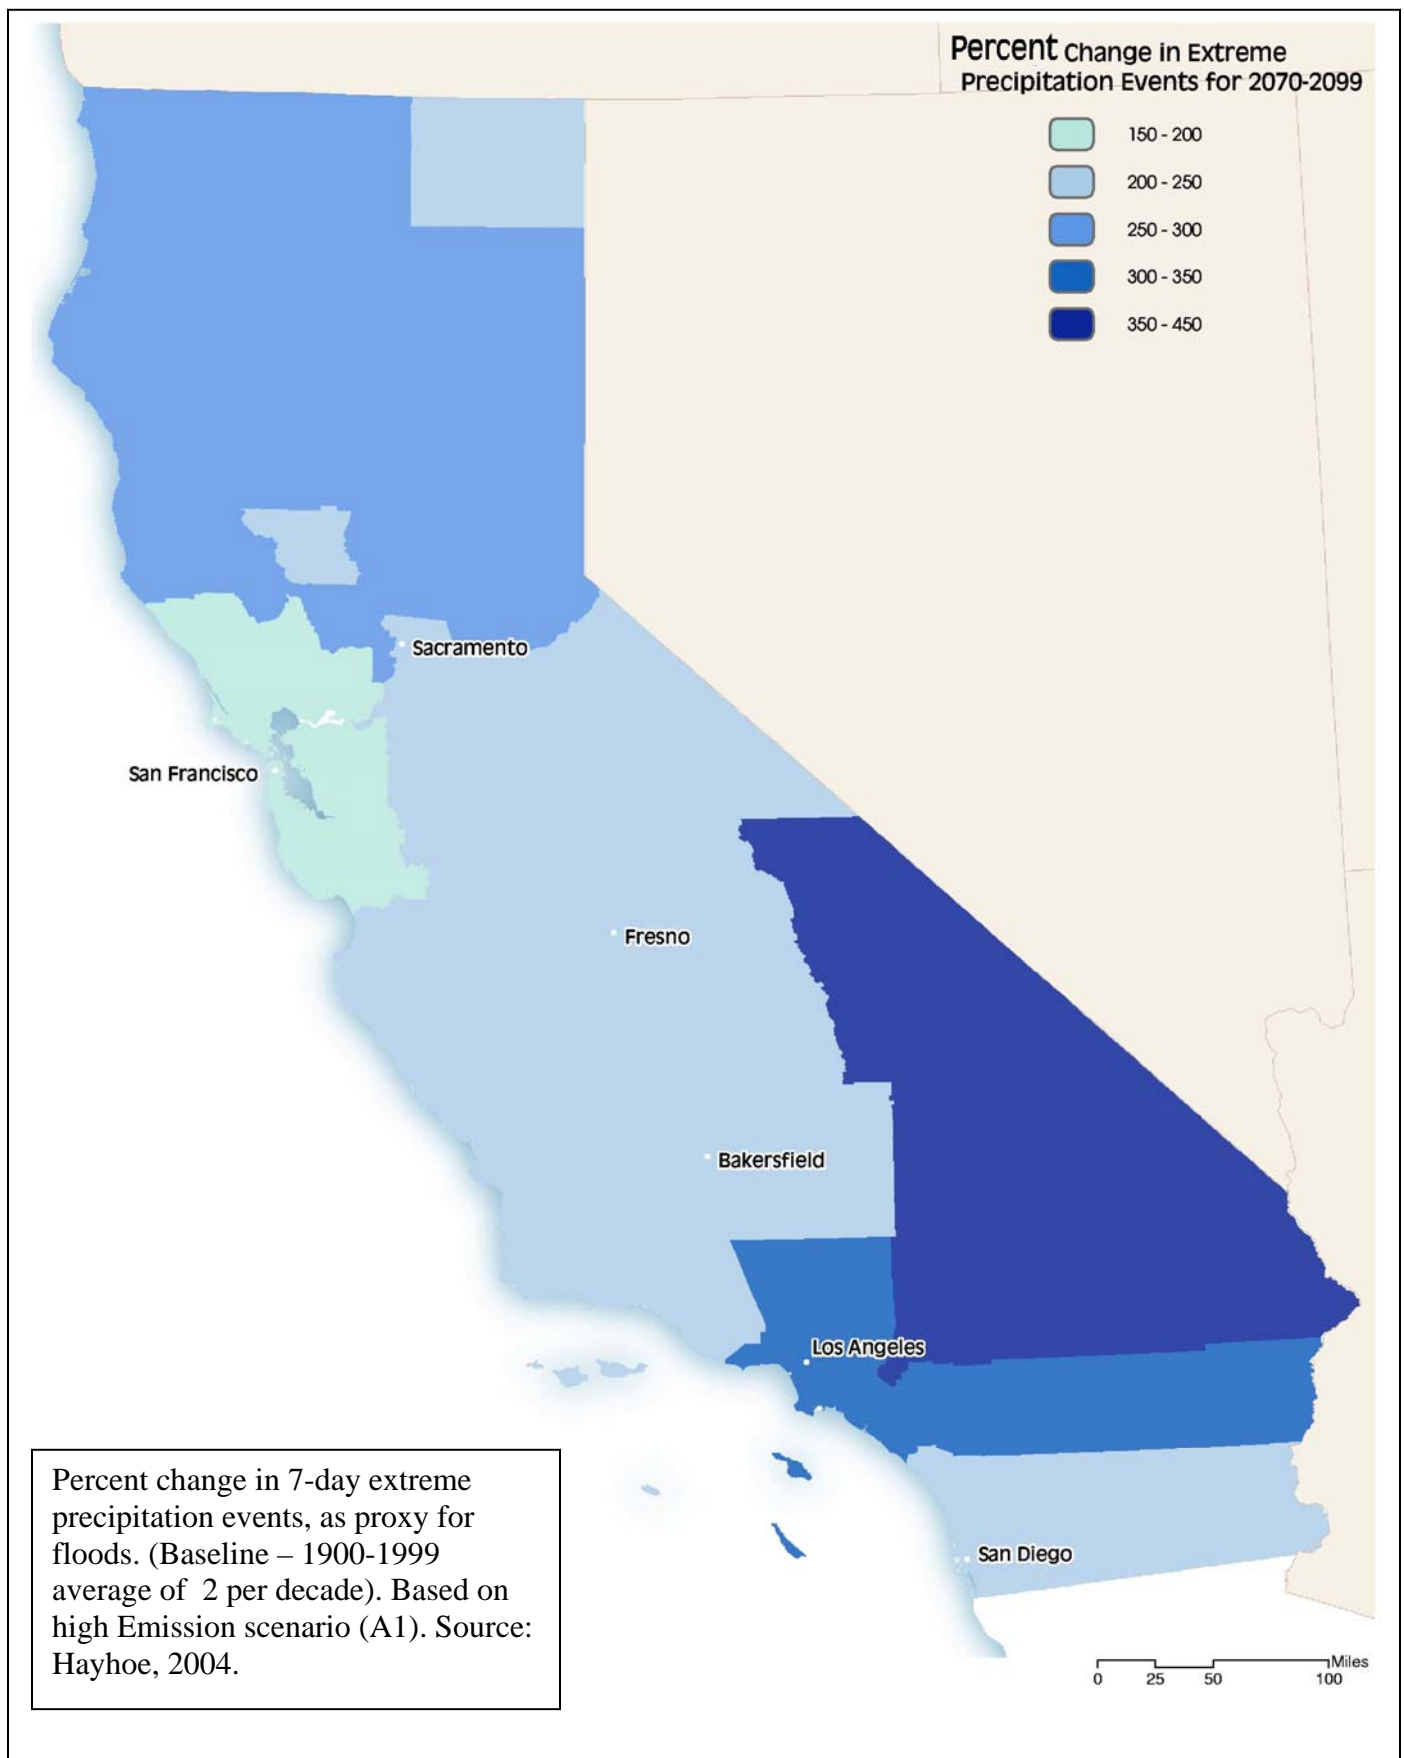 Percent Change in Extreme
Precipitation Events for 2070-2099
150 - 200
200 - 250
250 - 300
300 - 350
350 - 450
Sacramento
San Francisco
Fresno
Bakersfield
Los Angeles
San Diego
Percent change in 7-day extreme
precipitation events, as proxy for
floods. (Baseline – 1900-1999
average of  2 per decade). Based on
high Emission scenario (A1). Source:
Hayhoe, 2004.
Miles
0 25 50 100